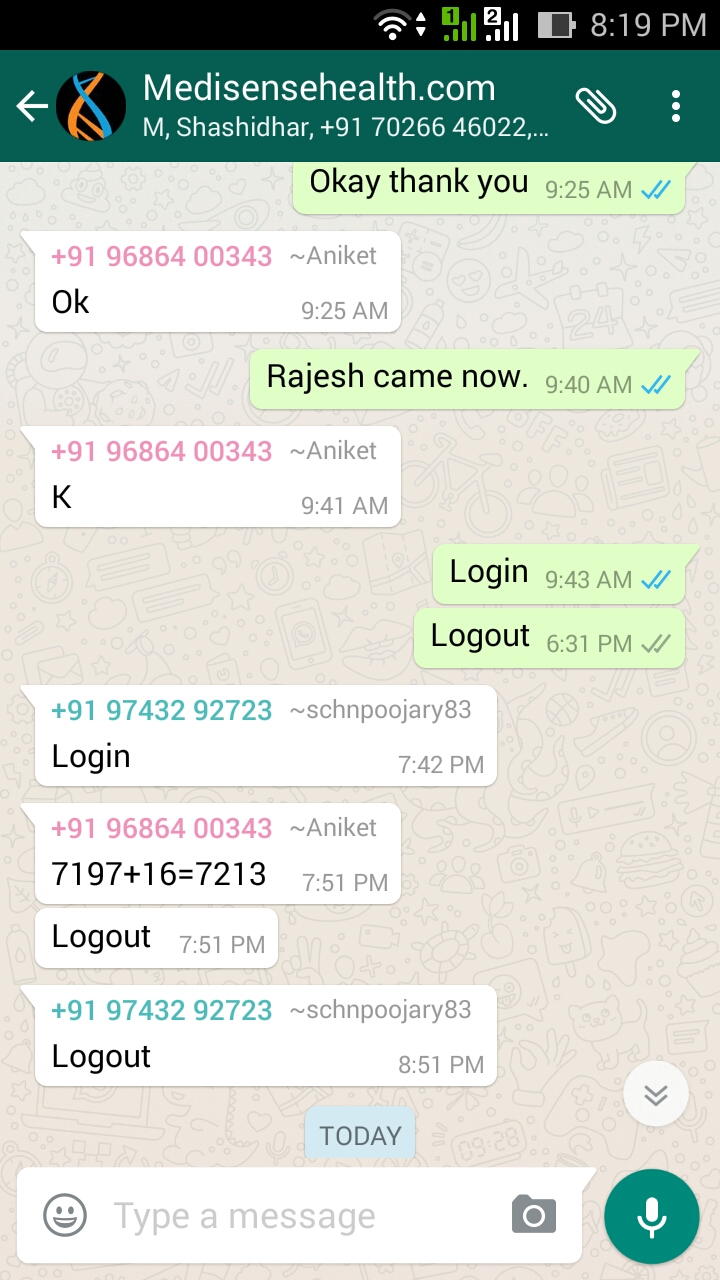 1 2 8:19 PM
Medisensehealth.com
M, Shashidhar, +91 70266 46022,...
Okay thank you 9:25 AM
+91 96864 00343 ~Aniket
Ok 9:25 AM
Rajesh came now. 9:40 AM
+91 96864 00343 ~Aniket
K 9:41 AM
Login 9:43 AM
Logout 6:31 PM
+91 97432 92723 ~schnpoojary83
Login 7:42 PM
+91 96864 00343 ~Aniket
7197+16=7213 7:51 PM
Logout 7:51 PM
+91 97432 92723 ~schnpoojary83
Logout 8:51 PM
TODAY
Type a message